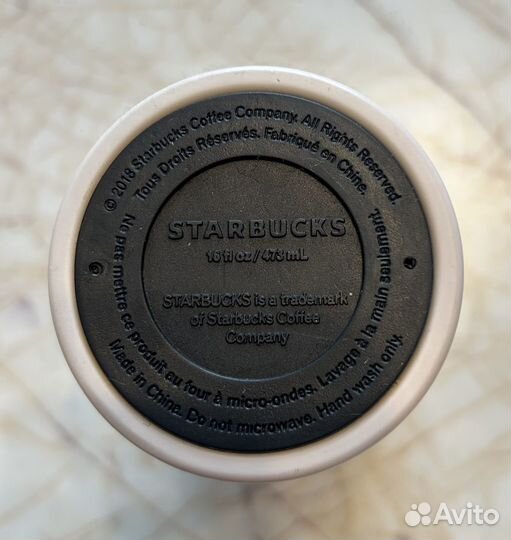 © 2018 Starbucks Coffee Company. All Rights Reserved.
Tous Droits Réservés. Fabriqué en Chine.
STARBUCKS
16 fl oz/473 mL
STARBUCKS is a trademark
of Starbucks Coffee
Company
Ne pas mettre ce produit au four à micro-ondes. Lavage à la main seulement.
Made in China. Do not microwave. Hand wash only.
Avito